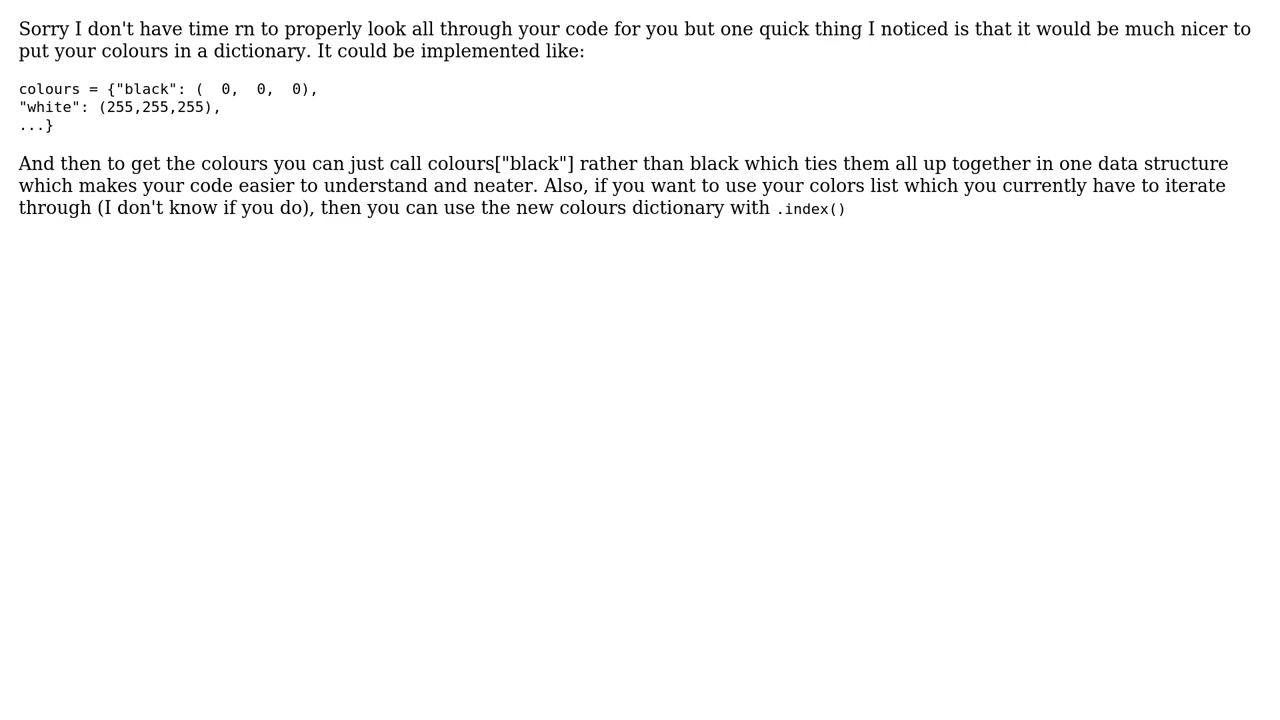 Sorry I don't have time rn to properly look all through your code for you but one quick thing I noticed is that it would be much nicer to
put your colours in a dictionary. It could be implemented like:
colours = {"black": (  0,  0,  0),
"white": (255,255,255),
...}
And then to get the colours you can just call colours["black"] rather than black which ties them all up together in one data structure
which makes your code easier to understand and neater. Also, if you want to use your colors list which you currently have to iterate
through (I don't know if you do), then you can use the new colours dictionary with .index()